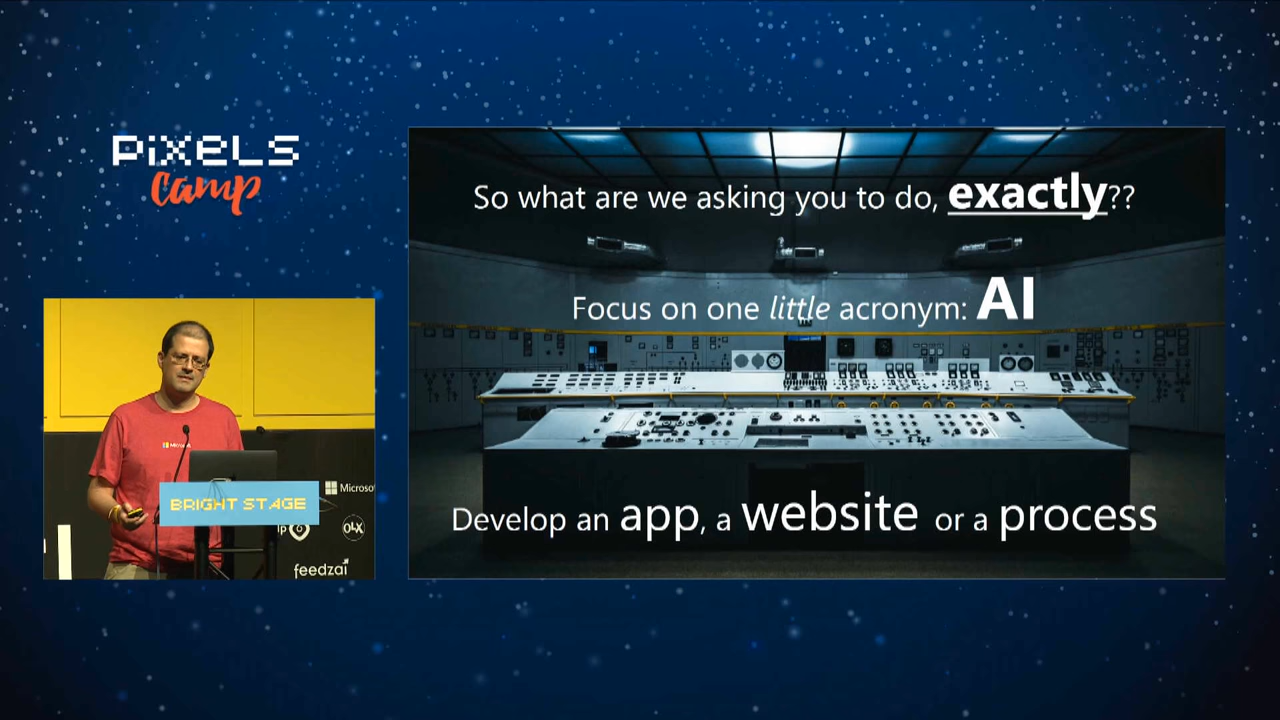 PIXELS
camp
So what are we asking you to do, exactly??
Focus on one little acronym: AI
Develop an app, a website or a process
BRIGHT STAGE
OLX
feedzai